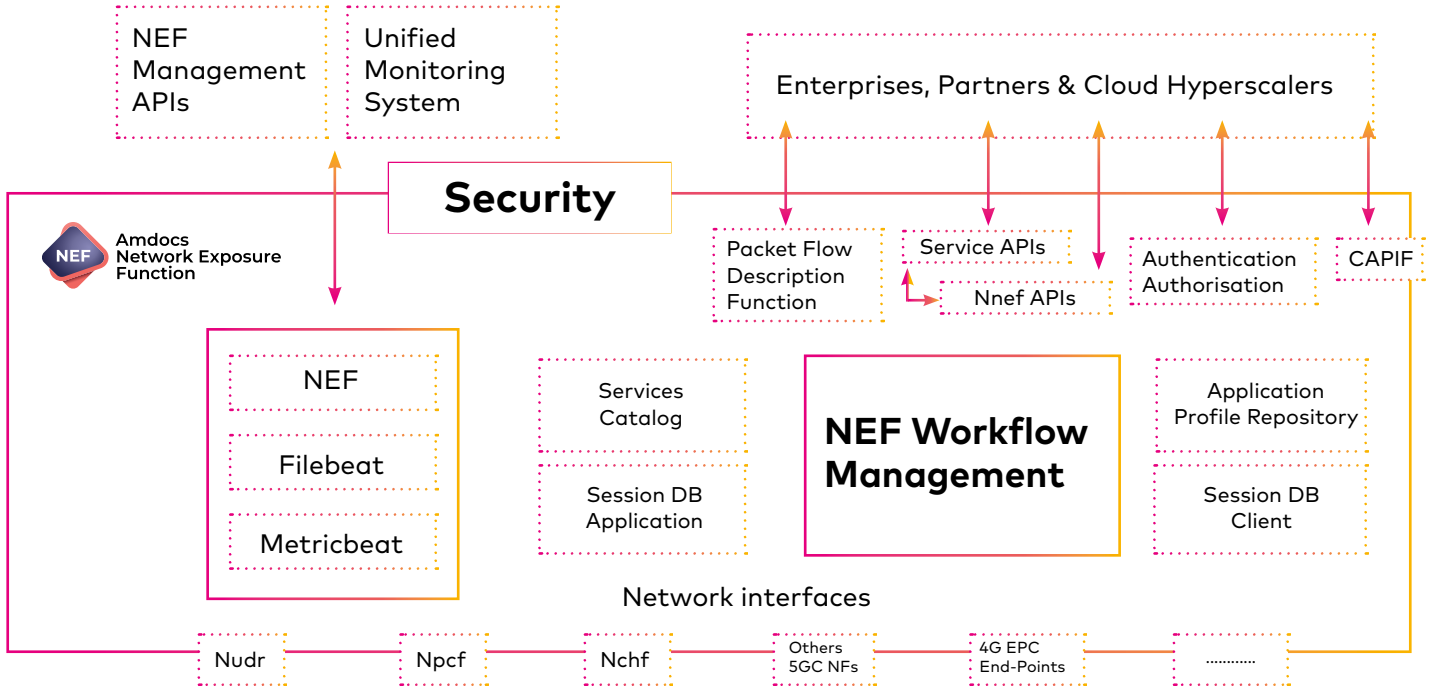 NEF
Management
APIs
Unified
Monitoring
System
Enterprises, Partners & Cloud Hyperscalers
Security
NEF
Amdocs
Network Exposure
Function
Packet Flow
Description
Function
Service APIs
Nnef APIs
Authentication
Authorisation
CAPIF
NEF
Filebeat
Metricbeat
Services
Catalog
Session DB
Application
NEF Workflow
Management
Application
Profile Repository
Session DB
Client
Network interfaces
Nudr
Npcf
Nchf
Others
5GC NFs
4G EPC
End-Points
............